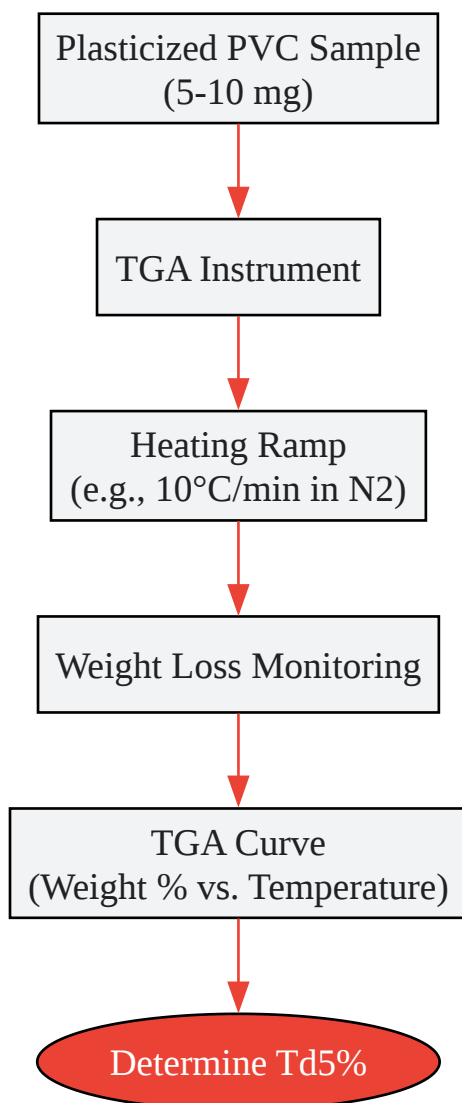 Plasticized PVC Sample
(5-10 mg)
TGA Instrument
Heating Ramp
(e.g., 10°C/min in N2)
Weight Loss Monitoring
TGA Curve
(Weight % vs. Temperature)
Determine Td5%